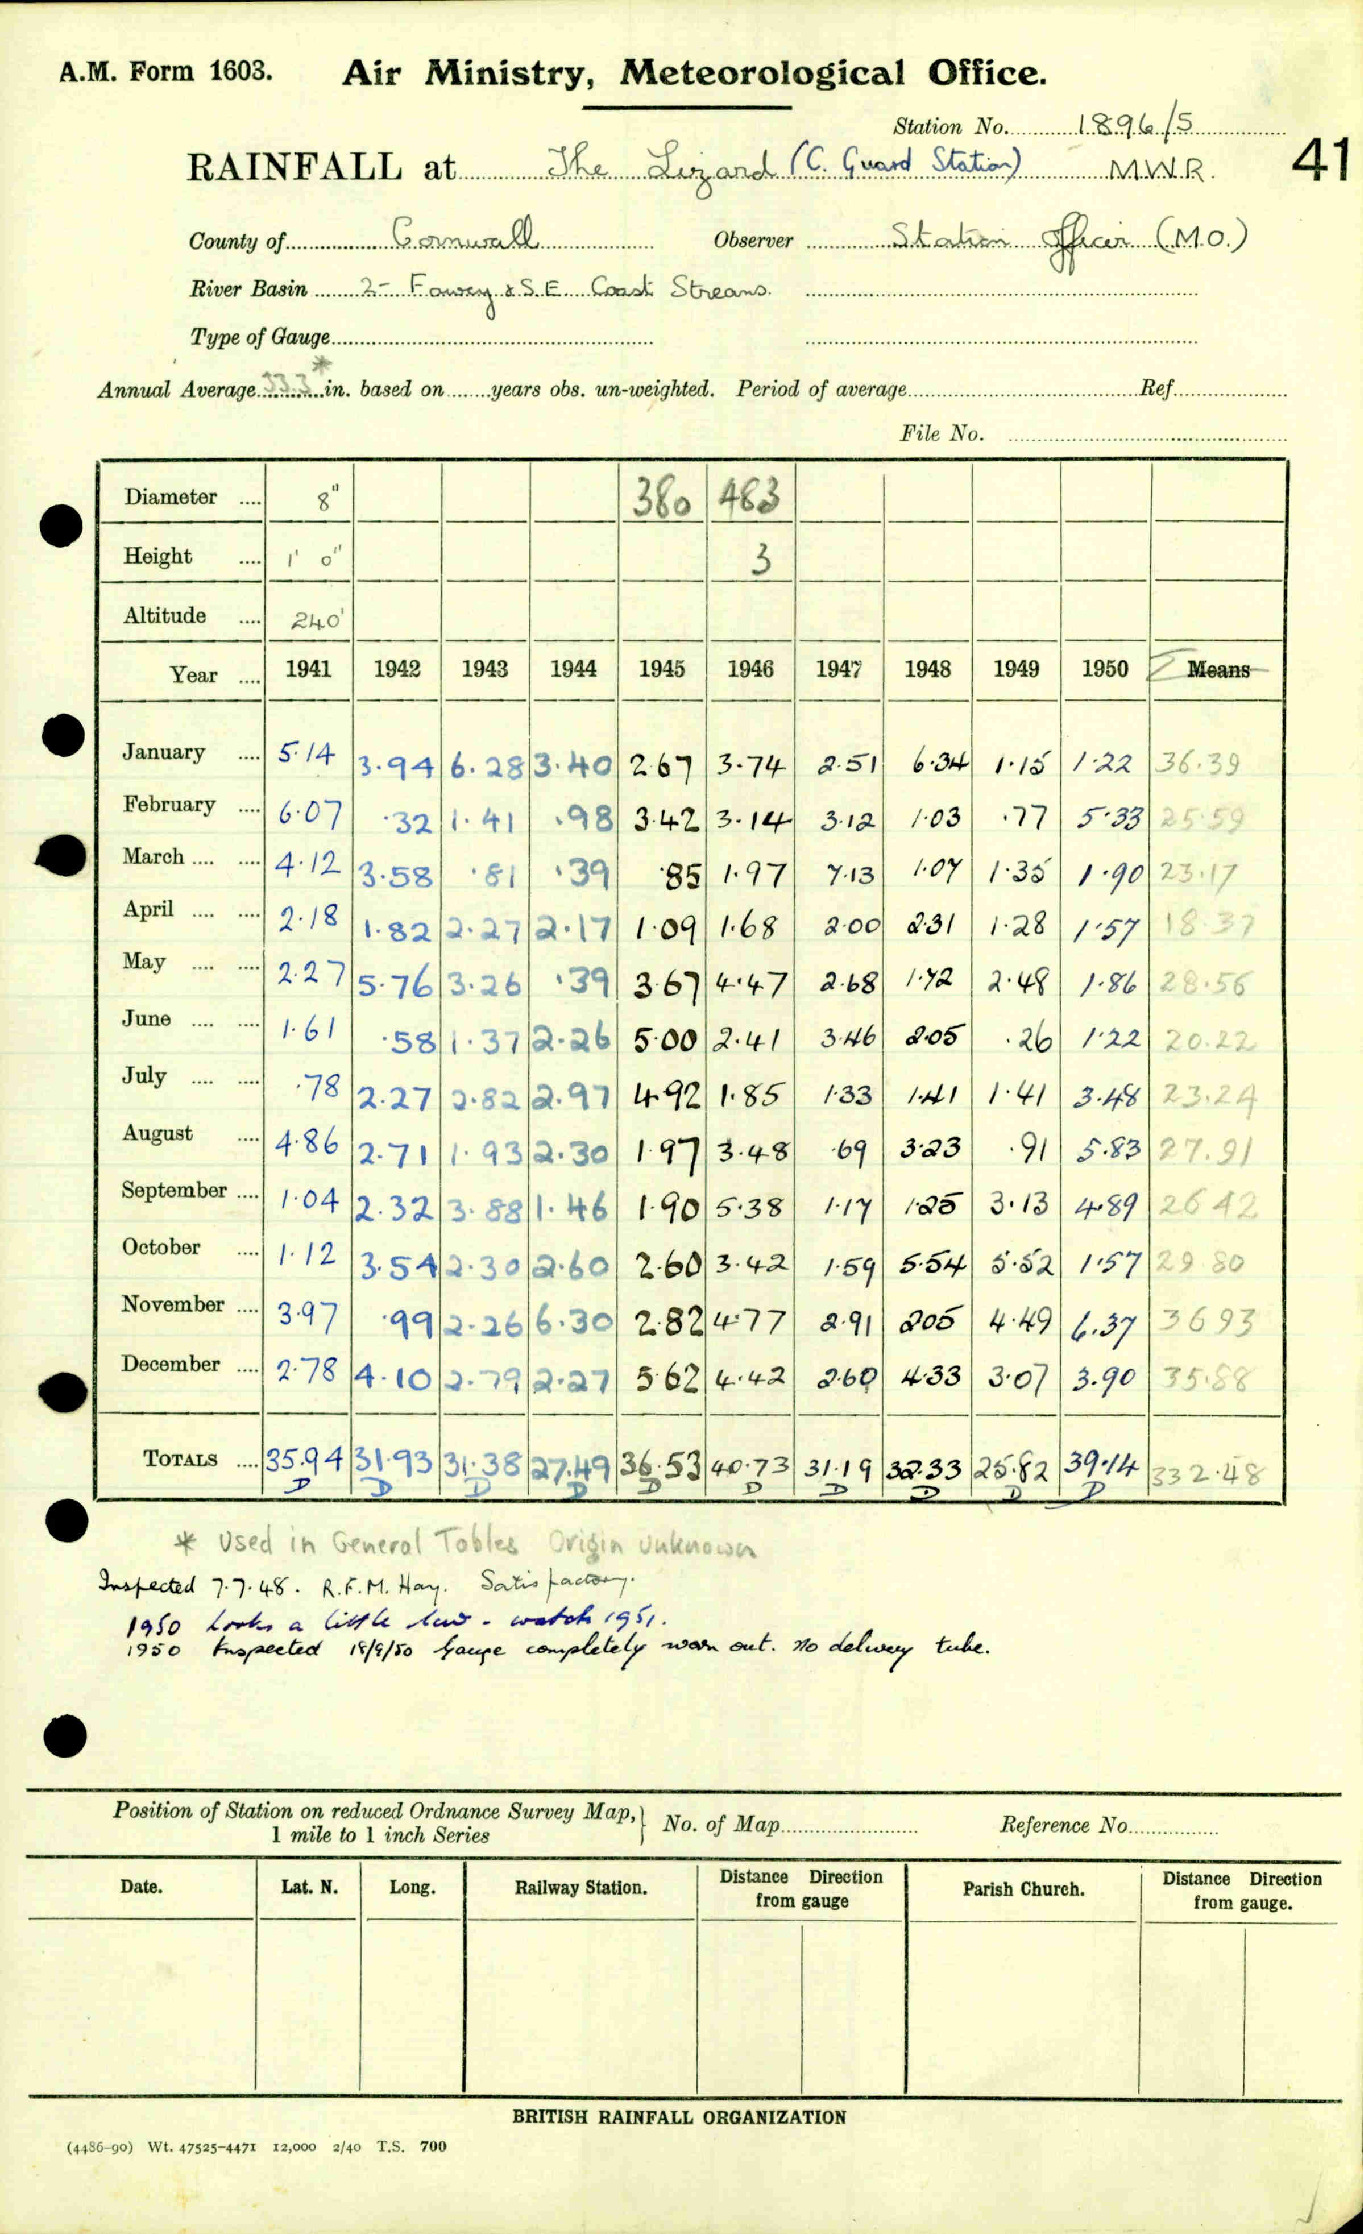 A.M. Form 1603. Air Ministry, Meteorological Office.
Station No. 1896/5
RAINFALL at The Lizard (C. Guard Station) MWR. 41
County of Cornwall Observer Station Officer (M.O.)
River Basin 2- Fowey & S.E. Coast Streams.
Type of Gauge
Annual Average 33.3* in. based on years obs. un-weighted. Period of average Ref.
File No.
Diameter 8" 380 483
Height 1' 0" 3
Altitude 240'
Year 1941 1942 1943 1944 1945 1946 1947 1948 1949 1950 Σ Means
January 5.14 3.94 6.28 3.40 2.67 3.74 2.51 6.34 1.15 1.22 36.39
February 6.07 .32 1.41 .98 3.42 3.14 3.12 1.03 .77 5.33 25.59
March 4.12 3.58 .81 .39 .85 1.97 7.13 1.07 1.35 1.90 23.17
April 2.18 1.82 2.27 2.17 1.09 1.68 2.00 2.31 1.28 1.57 18.37
May 2.27 5.76 3.26 .39 3.67 4.47 2.68 1.72 2.48 1.86 28.56
June 1.61 .58 1.37 2.26 5.00 2.41 3.46 2.05 .26 1.22 20.22
July .78 2.27 2.82 2.97 4.92 1.85 1.33 1.41 1.41 3.48 23.24
August 4.86 2.71 1.93 2.30 1.97 3.48 .69 3.23 .91 5.83 27.91
September 1.04 2.32 3.88 1.46 1.90 5.38 1.17 1.25 3.13 4.89 26 42
October 1.12 3.54 2.30 2.60 2.60 3.42 1.59 5.54 5.52 1.57 29.80
November 3.97 .99 2.26 6.30 2.82 4.77 2.91 205 4.49 6.37 36 93
December 2.78 4.10 2.79 2.27 5 62 4.42 2.60 4.33 3.07 3.90 35.88
TOTALS 35.94 31.93 31.38 27.49 36.53 40.73 31.19 32.33 25.82 39.14 332.48
D D D D D D D D D D
* Used in General Tables Origin unknown
Inspected 7.7.48. R.F.M. Hay. Satisfactory.
1950 looks a little low - watch 1951.
1950 Inspected 18/9/50 Gauge completely worn out. No delivery tube.
Position of Station on reduced Ordnance Survey Map, } No. of Map Reference No.
1 mile to 1 inch Series
Date. Lat. N. Long. Railway Station. Distance Direction from gauge Parish Church. Distance Direction from gauge.
BRITISH RAINFALL ORGANIZATION
(4486-90) Wt. 47525-4471 12,000 2/40 T.S. 700